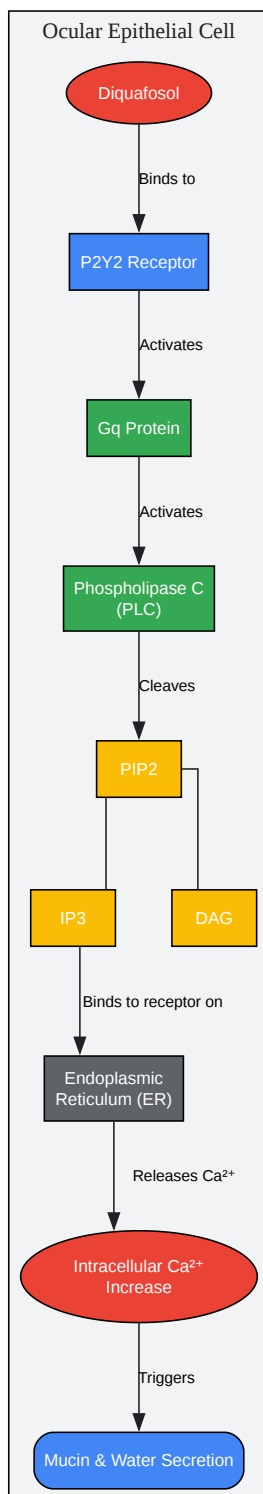 Ocular Epithelial Cell
Diquafosol
Binds to
P2Y2 Receptor
Activates
Gq Protein
Activates
Phospholipase C
(PLC)
Cleaves
PIP2
IP3
DAG
Binds to receptor on
Endoplasmic
Reticulum (ER)
Releases Ca²⁺
Intracellular Ca²⁺
Increase
Triggers
Mucin & Water Secretion